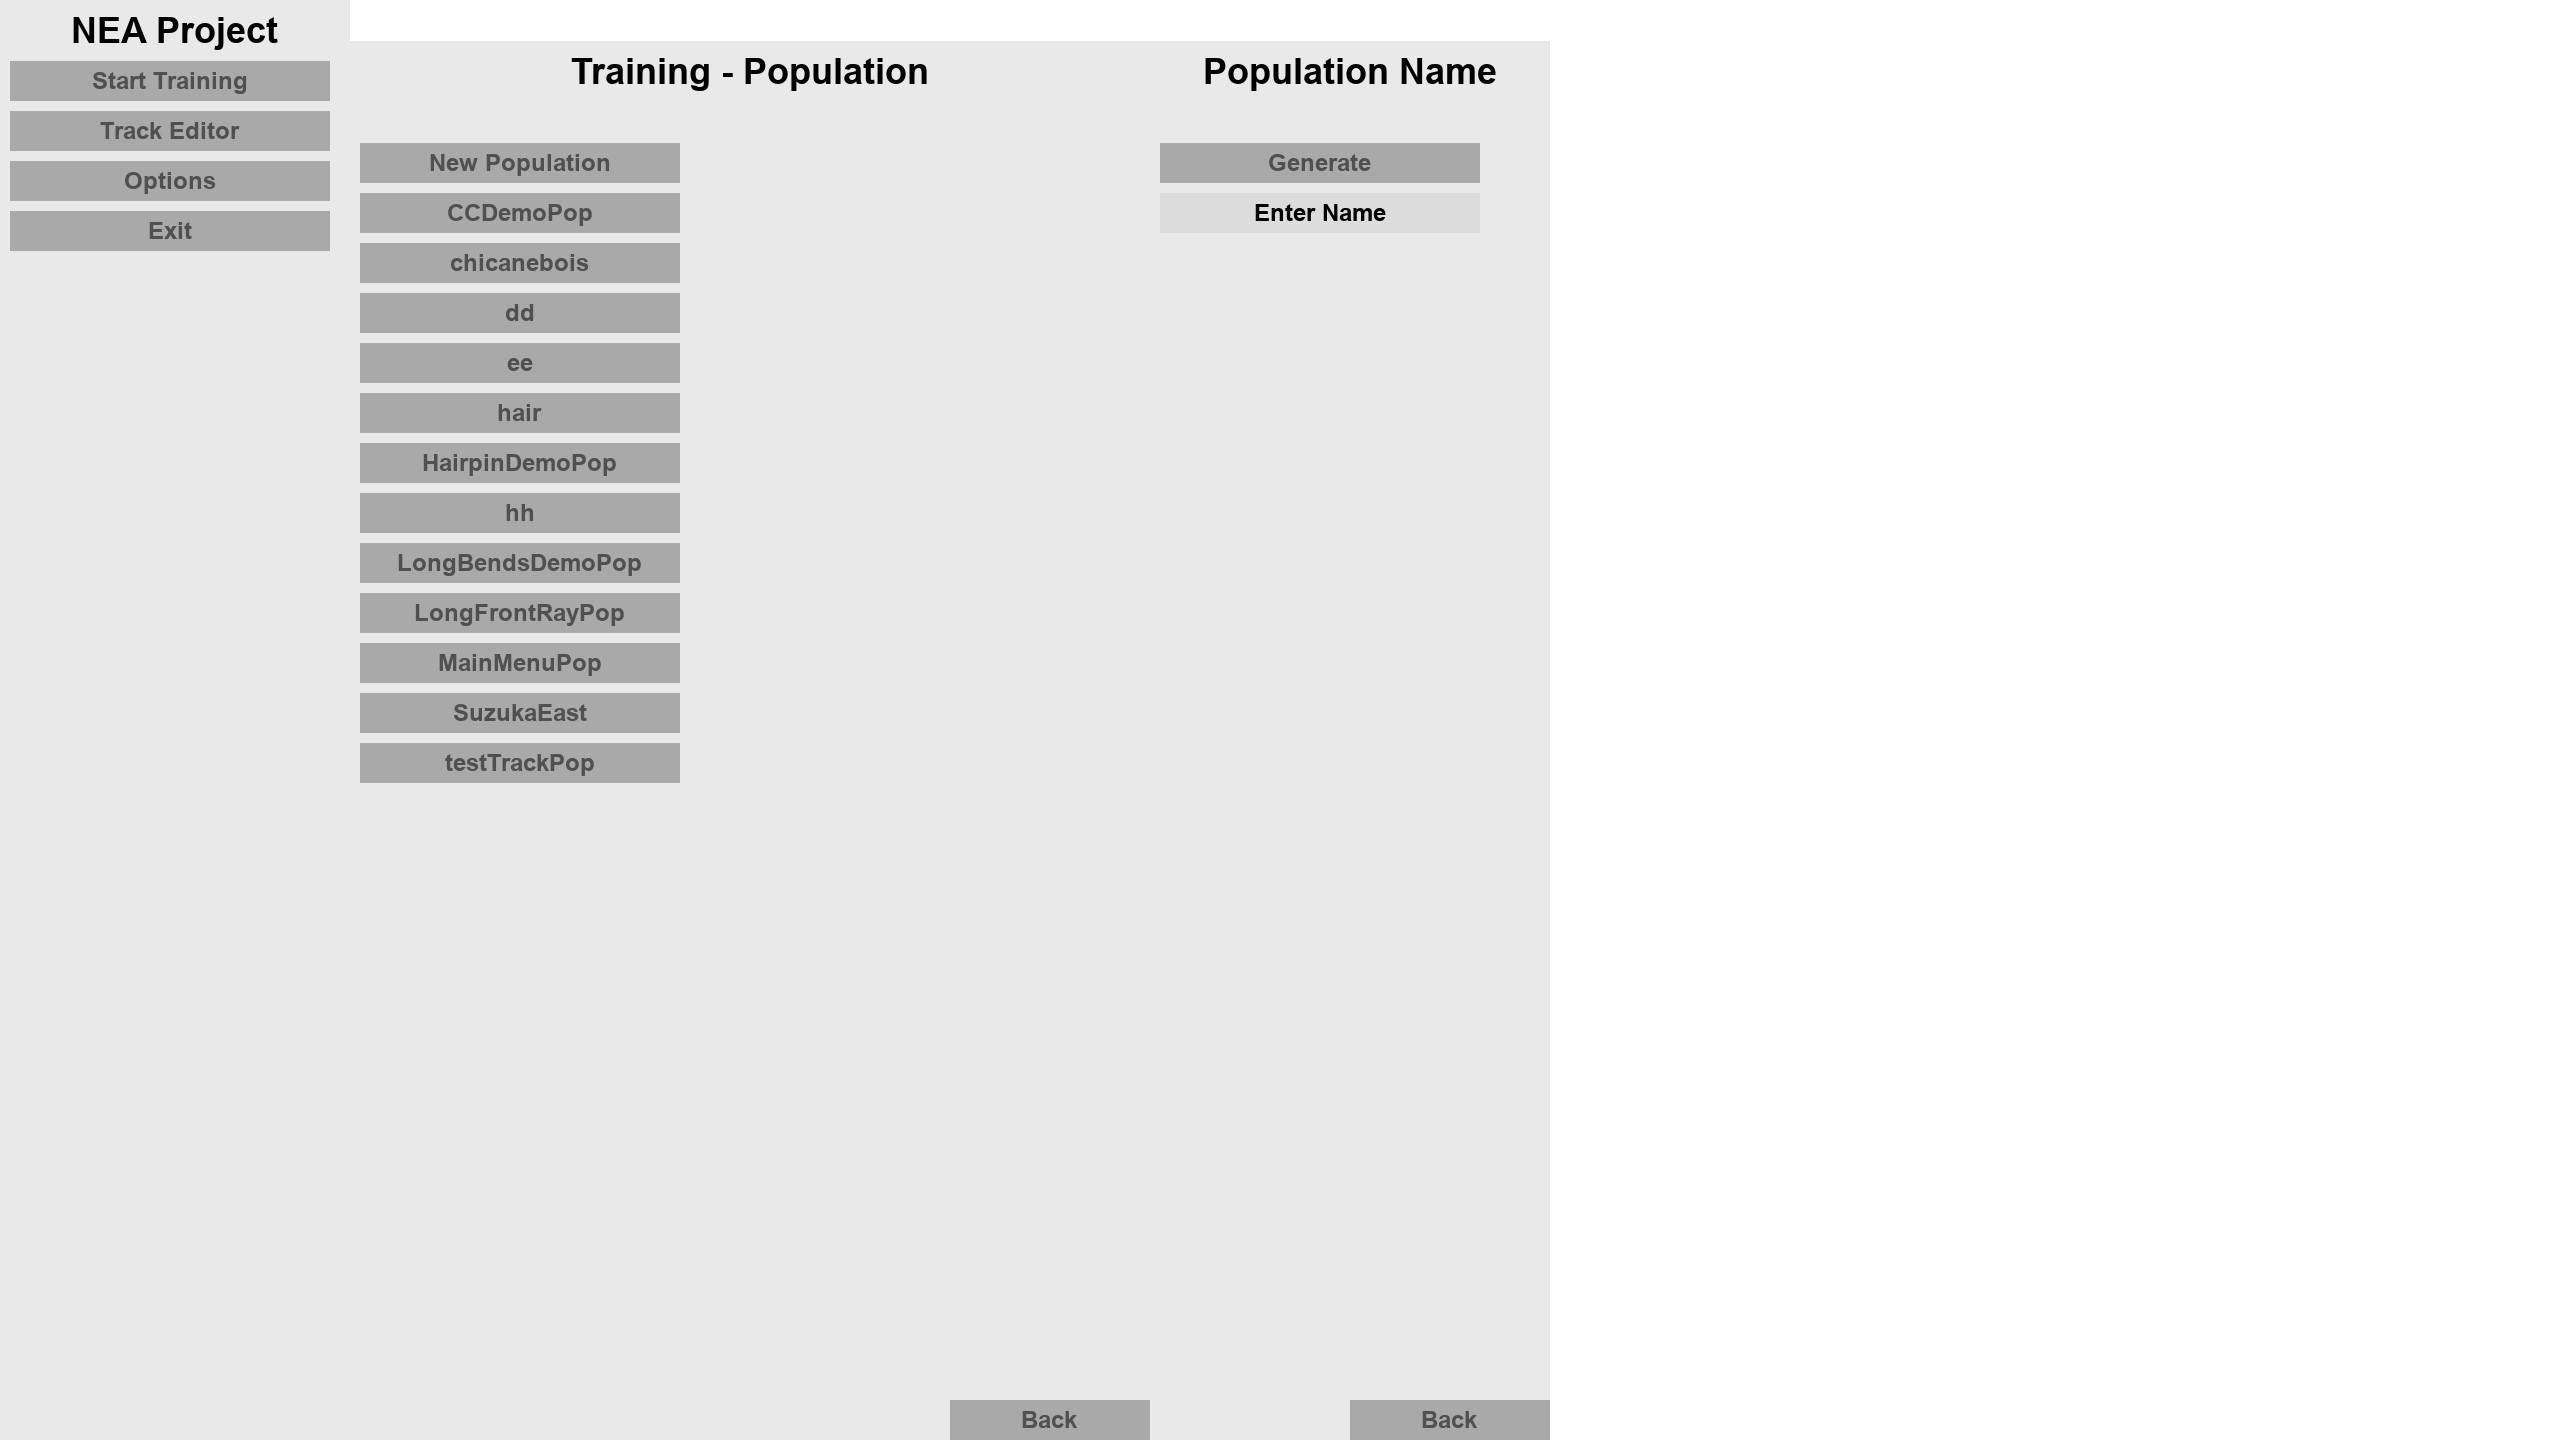 NEA Project
Start Training
Track Editor
Options
Exit
Training - Population
New Population
CCDemoPop
chicanebois
dd
ee
hair
HairpinDemoPop
hh
LongBendsDemoPop
LongFrontRayPop
MainMenuPop
SuzukaEast
testTrackPop
Back
Population Name
Generate
Enter Name
Back